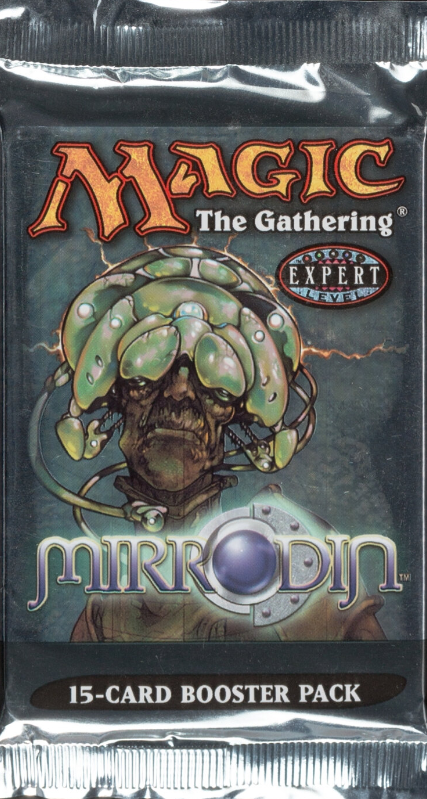 MAGIC
The Gathering®
EXPERT
LEVEL
MIRRODIN™
15-CARD BOOSTER PACK